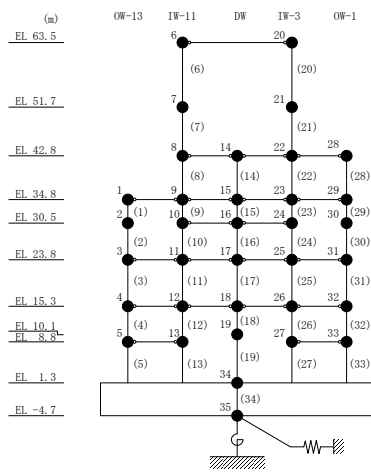 (m) OW-13 IW-11 DW IW-3 OW-1
EL 63.5 6 20
(6) (20)
EL 51.7 7 21
(7) (21)
EL 42.8 8 14 22 28
(8) (14) (22) (28)
EL 34.8 1 9 15 23 29
(1) (9) (15) (23) (29)
EL 30.5 2 10 16 24 30
(2) (10) (16) (24) (30)
EL 23.8 3 11 17 25 31
(3) (11) (17) (25) (31)
EL 15.3 4 12 18 26 32
(4) (12) (18) (26) (32)
EL 10.1 19
EL 8.8 5 13 27 33
(5) (13) (19) (27) (33)
EL 1.3 34
(34)
EL -4.7 35